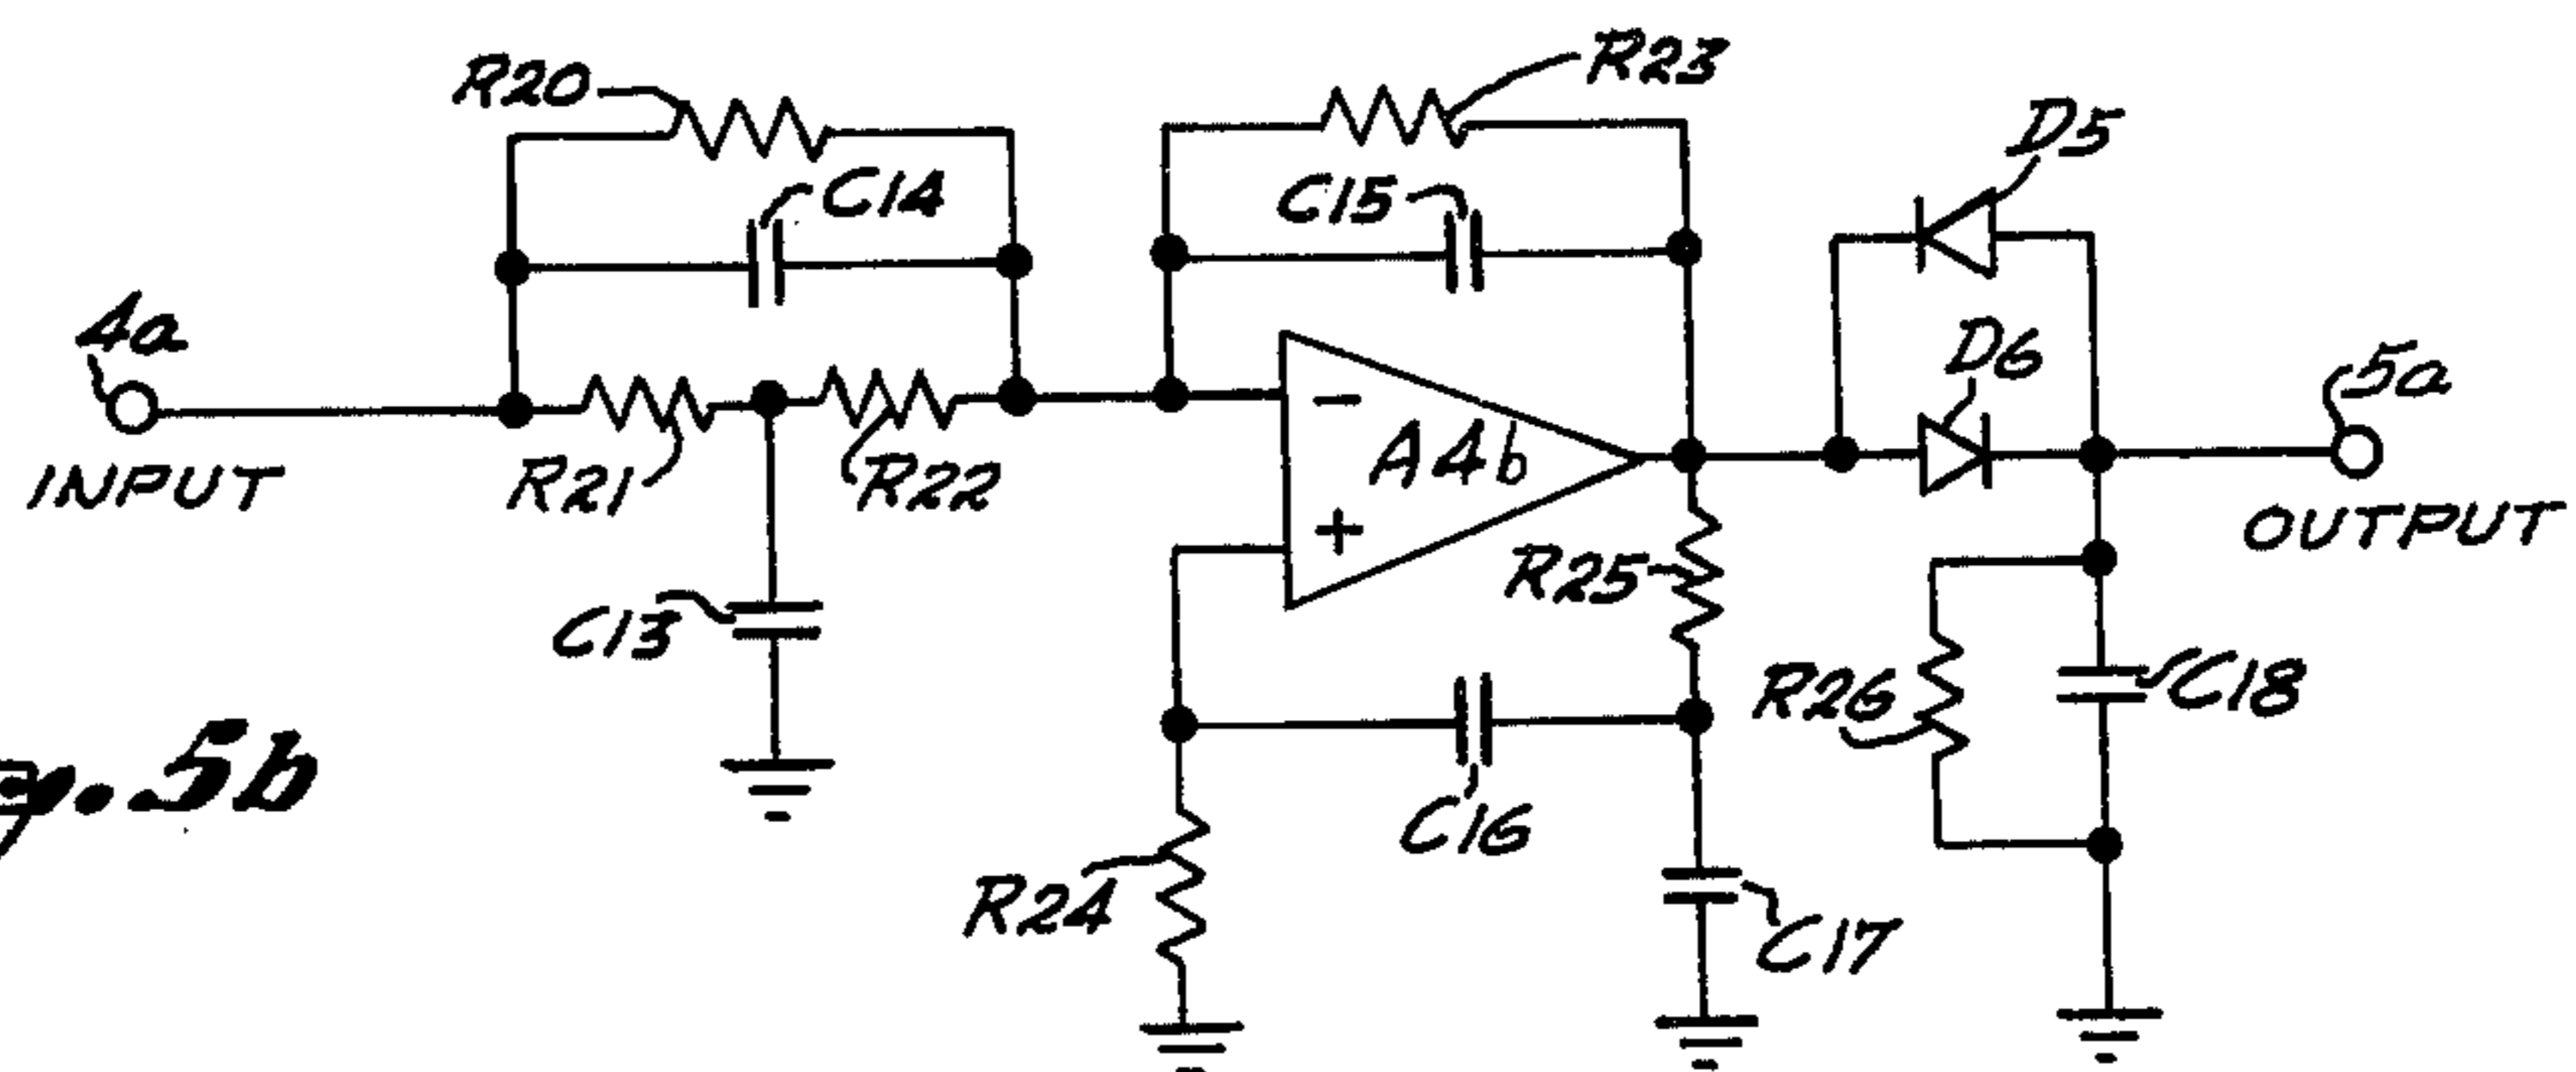 R20
R23
D5
C14
C15
4a
D6
5a
INPUT
R21
R22
−
A4b
+
OUTPUT
R25
C13
C16
R26
C18
R24
C17
g. 5b